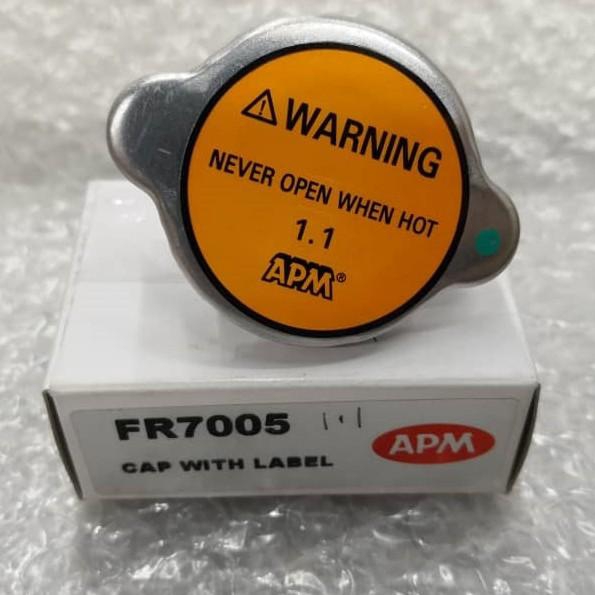 WARNING
NEVER OPEN WHEN HOT
1.1
APM®
FR7005 1.1
APM
CAP WITH LABEL